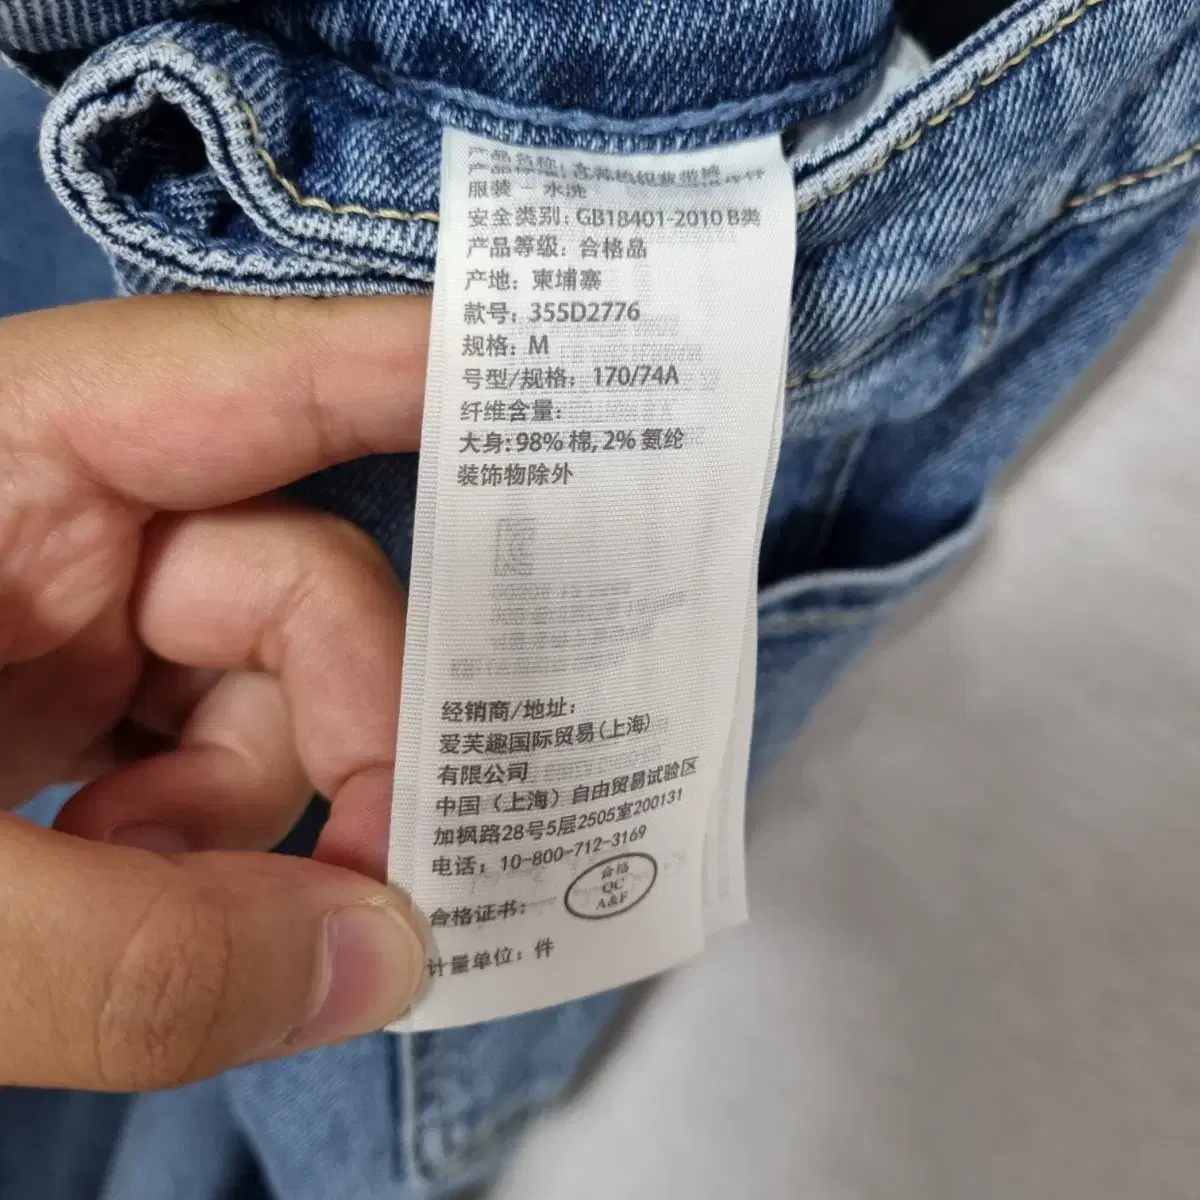 产品名称:
服装 – 水洗
安全类别: GB18401-2010 B类
产品等级: 合格品
产地: 柬埔寨
款号: 355D2776
规格: M
号型/规格: 170/74A
纤维含量:
大身: 98% 棉, 2% 氨纶
装饰物除外
经销商/地址:
爱芙趣国际贸易(上海)
有限公司
中国(上海)自由贸易试验区
加枫路28号5层2505室200131
电话: 10-800-712-3169
合格
QC
A&F
合格证书:
计量单位: 件